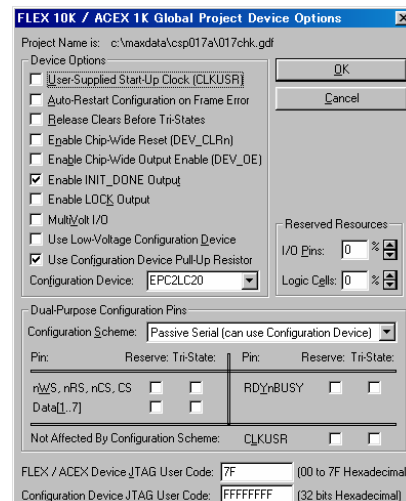 FLEX 10K / ACEX 1K Global Project Device Options
Project Name is: c:\maxdata\csp017a\017chk.gdf
Device Options
User-Supplied Start-Up Clock (CLKUSR)
Auto-Restart Configuration on Frame Error
Release Clears Before Tri-States
Enable Chip-Wide Reset (DEV_CLRn)
Enable Chip-Wide Output Enable (DEV_OE)
Enable INIT_DONE Output
Enable LOCK Output
MultiVolt I/O
Use Low-Voltage Configuration Device
Use Configuration Device Pull-Up Resistor
Configuration Device: EPC2LC20
OK
Cancel
Reserved Resources
I/O Pins: 0 %
Logic Cells: 0 %
Dual-Purpose Configuration Pins
Configuration Scheme: Passive Serial (can use Configuration Device)
Pin: Reserve: Tri-State: Pin: Reserve: Tri-State:
nWS, nRS, nCS, CS RDYnBUSY
Data[1..7]
Not Affected By Configuration Scheme: CLKUSR
FLEX / ACEX Device JTAG User Code: 7F (00 to 7F Hexadecimal)
Configuration Device JTAG User Code: FFFFFFFF (32 bits Hexadecimal)